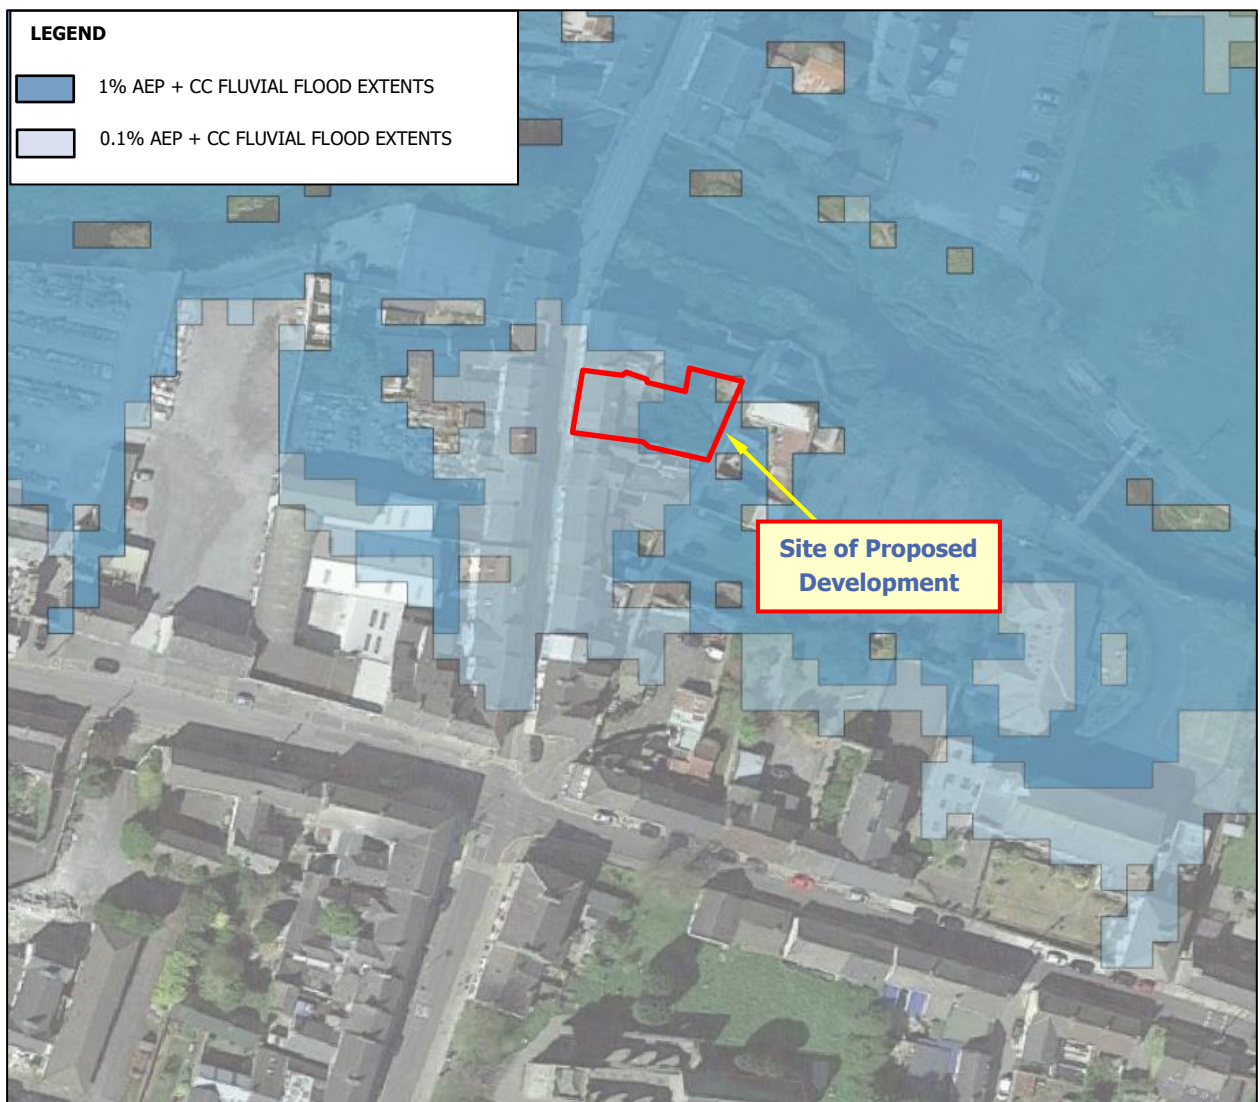 LEGEND
1% AEP + CC FLUVIAL FLOOD EXTENTS
0.1% AEP + CC FLUVIAL FLOOD EXTENTS
Site of Proposed
Development